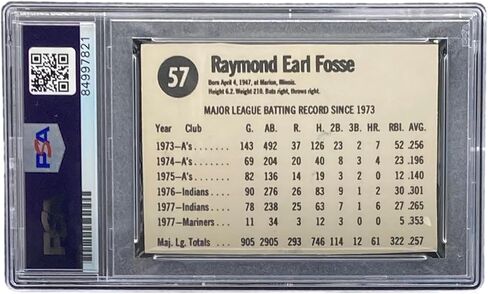 84997821
PSA
57
Raymond Earl Fosse
Born April 4, 1947, at Marion, Illinois.
Height 6.2. Weight 210. Bats right, throws right.
MAJOR LEAGUE BATTING RECORD SINCE 1973
Year Club G. AB. R. H. 2B. 3B. HR. RBI. AVG.
1973-A's....... 143 492 37 126 23 2 7 52 .256
1974-A's....... 69 204 20 40 8 3 4 23 .196
1975-A's....... 82 136 14 19 3 2 0 12 .140
1976-Indians... 90 276 26 83 9 1 2 30 .301
1977-Indians... 78 238 25 63 7 1 6 27 .265
1977-Mariners... 11 34 3 12 3 0 0 5 .353
Maj. Lg. Totals ... 905 2905 293 746 114 12 61 322 .257